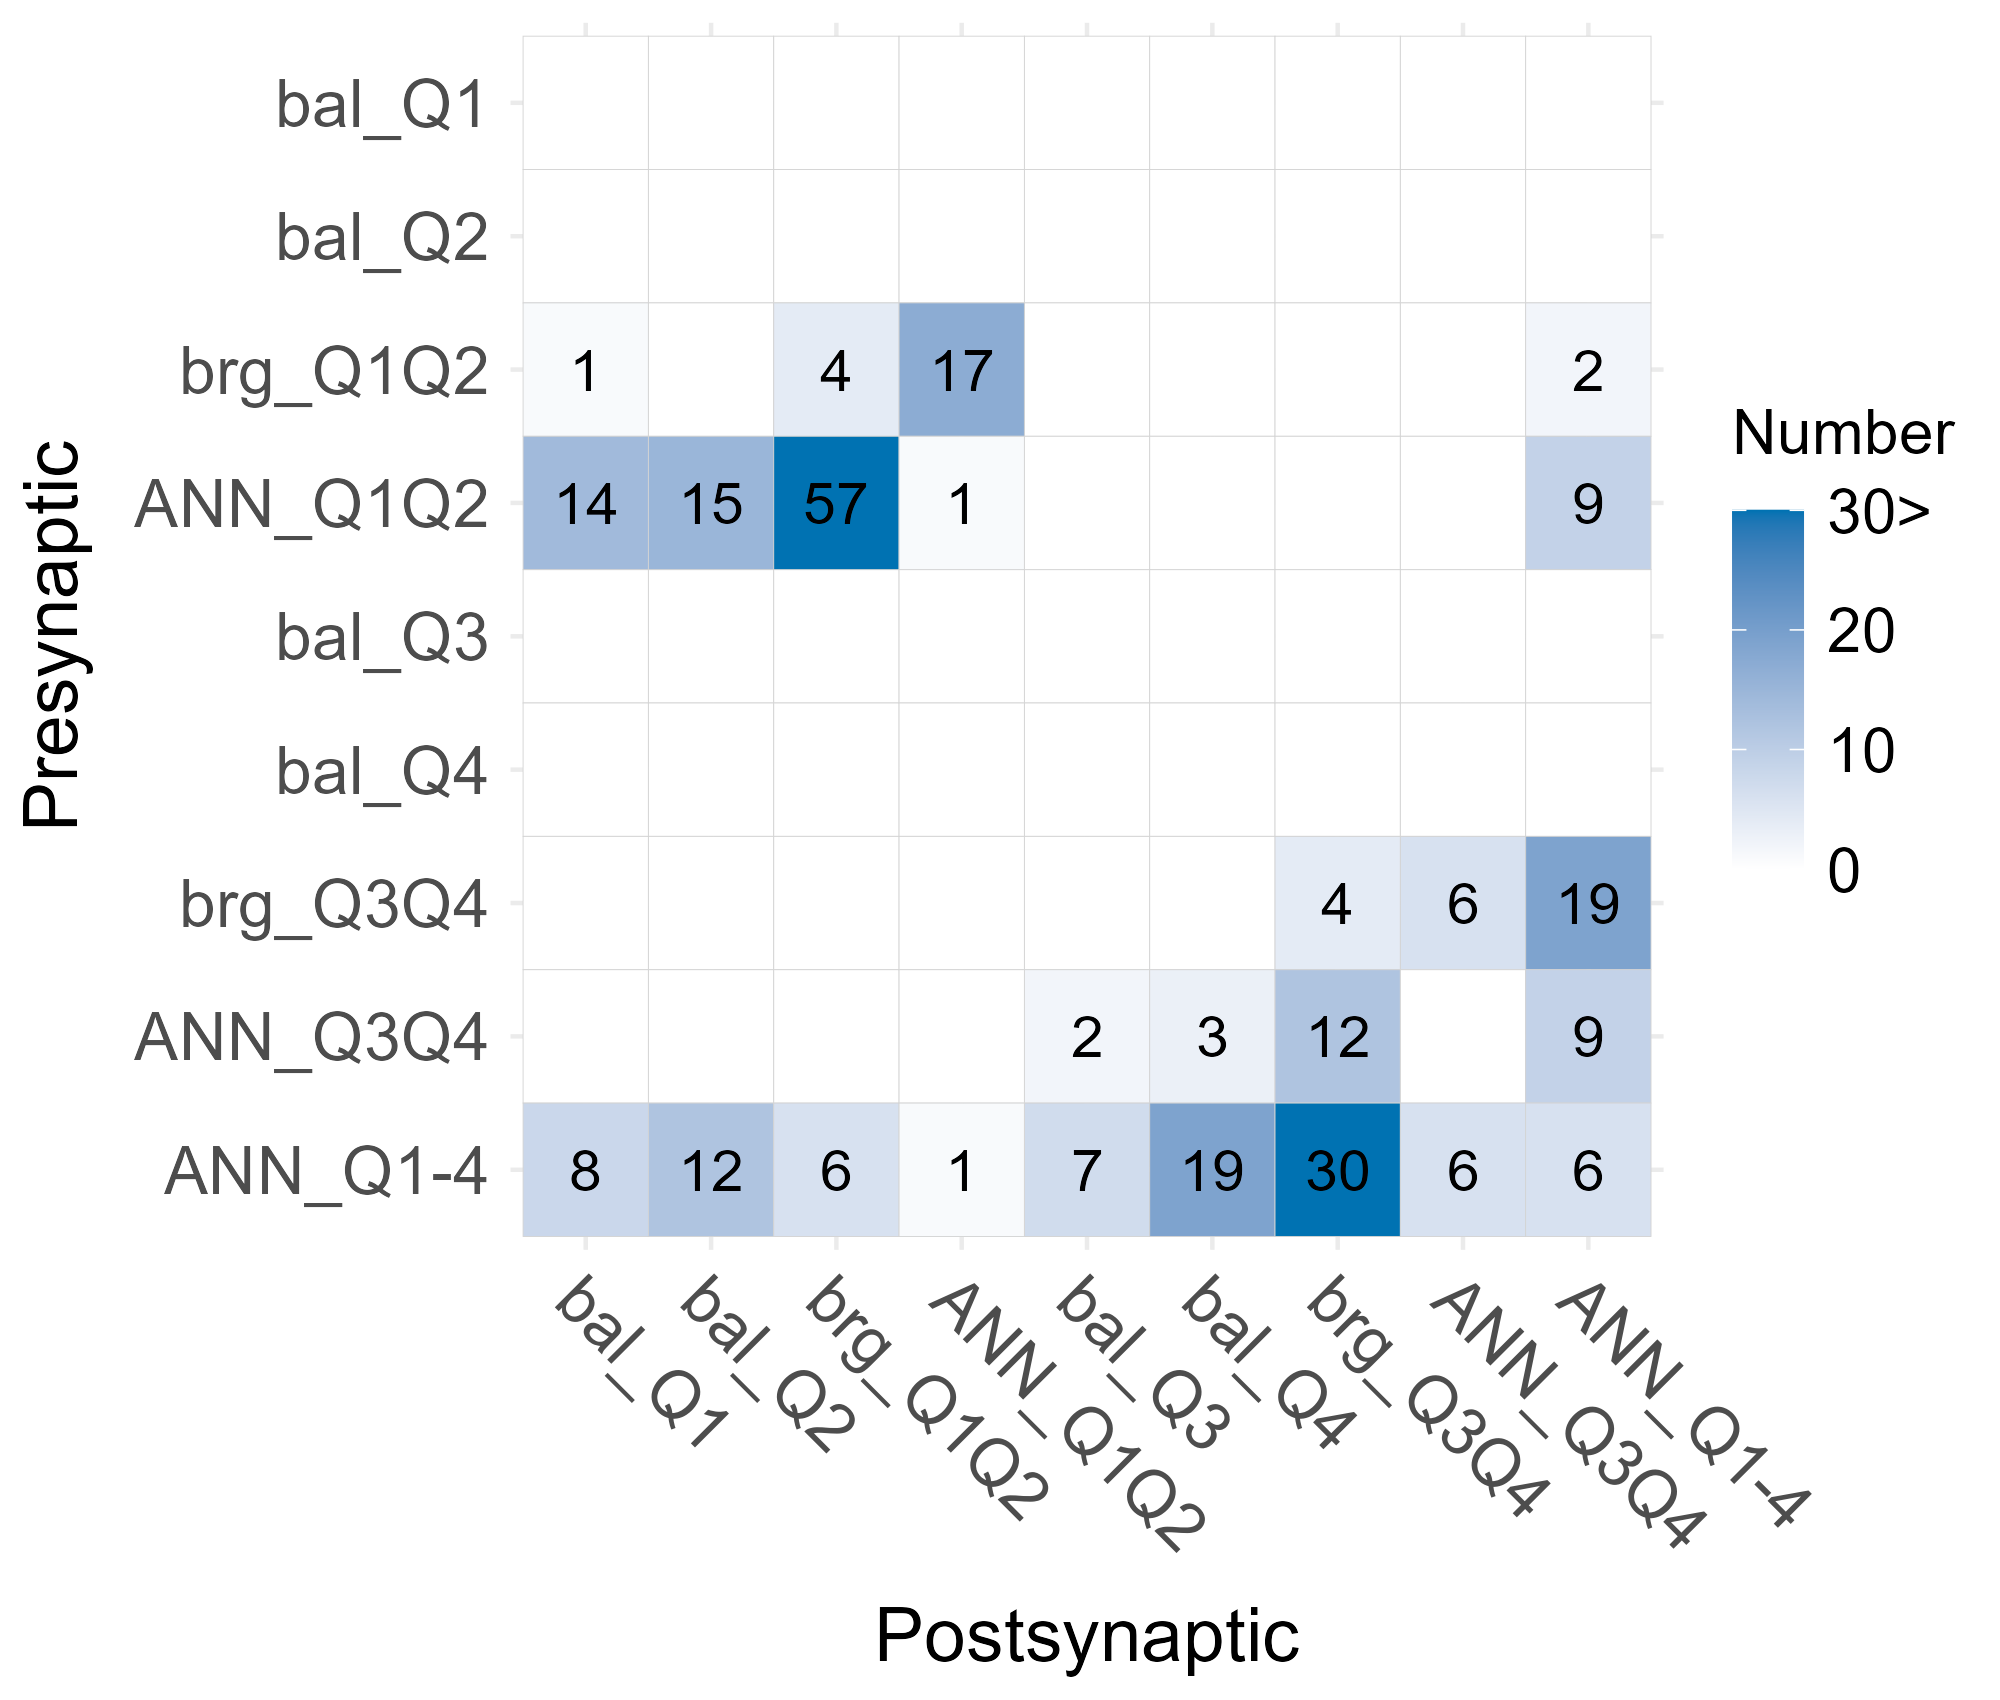 Presynaptic
bal_Q1
bal_Q2
brg_Q1Q2 1 4 17 2
ANN_Q1Q2 14 15 57 1 9
bal_Q3
bal_Q4
brg_Q3Q4 4 6 19
ANN_Q3Q4 2 3 12 9
ANN_Q1-4 8 12 6 1 7 19 30 6 6
bal_Q1
bal_Q2
brg_Q1Q2
ANN_Q1Q2
bal_Q3
bal_Q4
brg_Q3Q4
ANN_Q3Q4
ANN_Q1-4
Postsynaptic
Number
30>
20
10
0